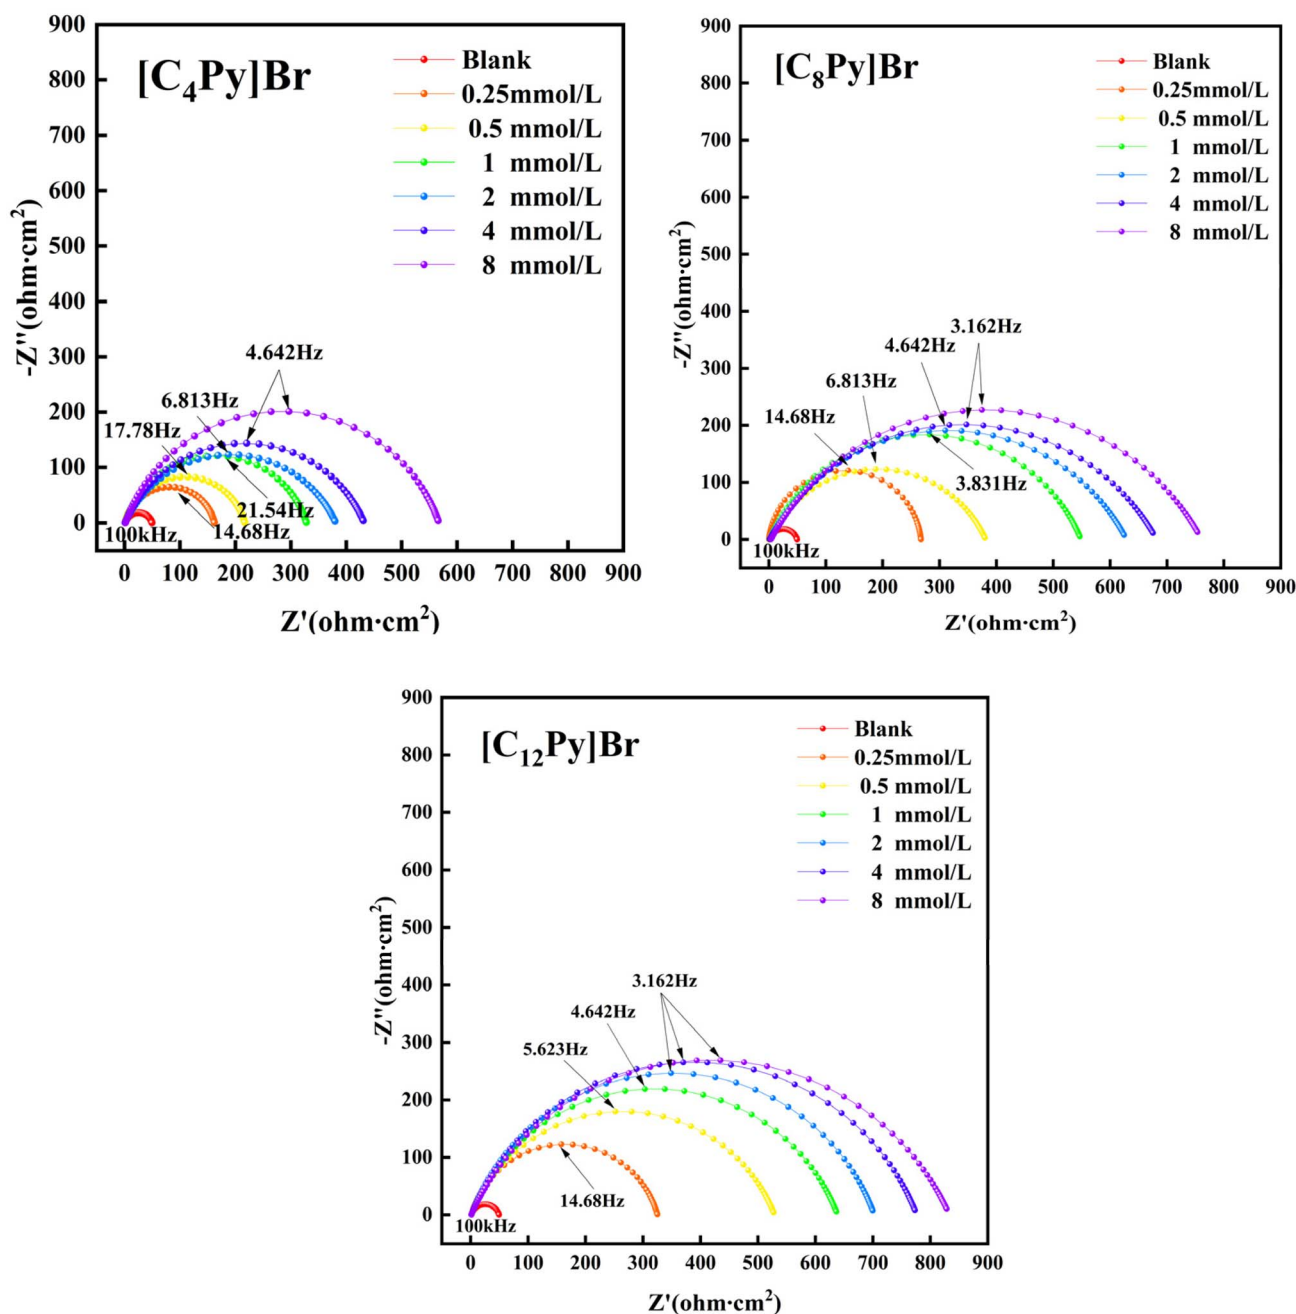 [C₄Py]Br
Blank
0.25mmol/L
0.5 mmol/L
1 mmol/L
2 mmol/L
4 mmol/L
8 mmol/L
900
800
700
600
500
400
300
200
100
0
-Z''(ohm·cm²)
4.642Hz
6.813Hz
17.78Hz
21.54Hz
14.68Hz
100kHz
0 100 200 300 400 500 600 700 800 900
Z'(ohm·cm²)
[C₈Py]Br
Blank
0.25mmol/L
0.5 mmol/L
1 mmol/L
2 mmol/L
4 mmol/L
8 mmol/L
900
800
700
600
500
400
300
200
100
0
-Z''(ohm·cm²)
3.162Hz
4.642Hz
6.813Hz
14.68Hz
3.831Hz
100kHz
0 100 200 300 400 500 600 700 800 900
Z'(ohm·cm²)
[C₁₂Py]Br
Blank
0.25mmol/L
0.5 mmol/L
1 mmol/L
2 mmol/L
4 mmol/L
8 mmol/L
900
800
700
600
500
400
300
200
100
0
-Z''(ohm·cm²)
3.162Hz
4.642Hz
5.623Hz
14.68Hz
100kHz
0 100 200 300 400 500 600 700 800 900
Z'(ohm·cm²)